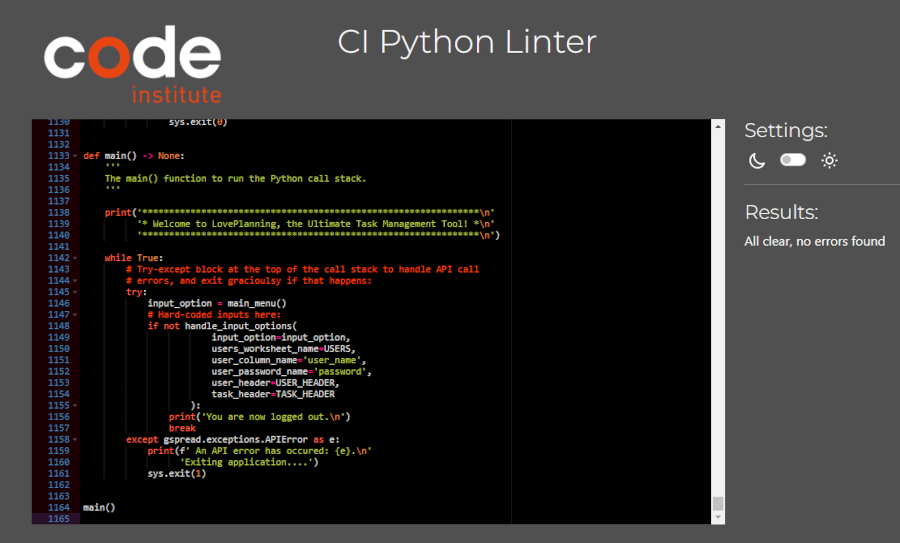 code
institute
CI Python Linter
1130 sys.exit(0)
1131
1132
1133 def main() -> None:
1134 '''
1135 The main() function to run the Python call stack.
1136 '''
1137
1138 print('***************************************************************\n'
1139 '* Welcome to LovePlanning, the Ultimate Task Management Tool! *\n'
1140 '***************************************************************\n')
1141
1142 while True:
1143 # Try-except block at the top of the call stack to handle API call
1144 # errors, and exit gracioulsy if that happens:
1145 try:
1146 input_option = main_menu()
1147 # Hard-coded inputs here:
1148 if not handle_input_options(
1149 input_option=input_option,
1150 users_worksheet_name=USERS,
1151 user_column_name='user_name',
1152 user_password_name='password',
1153 user_header=USER_HEADER,
1154 task_header=TASK_HEADER
1155 ):
1156 print('You are now logged out.\n')
1157 break
1158 except gspread.exceptions.APIError as e:
1159 print(f' An API error has occured: {e}.\n'
1160 'Exiting application....')
1161 sys.exit(1)
1162
1163
1164 main()
1165
Settings:
Results:
All clear, no errors found